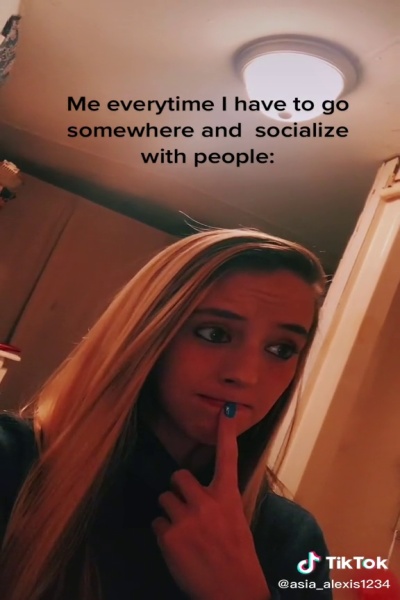 Me everytime I have to go
somewhere and socialize
with people:
TikTok
@asia_alexis1234